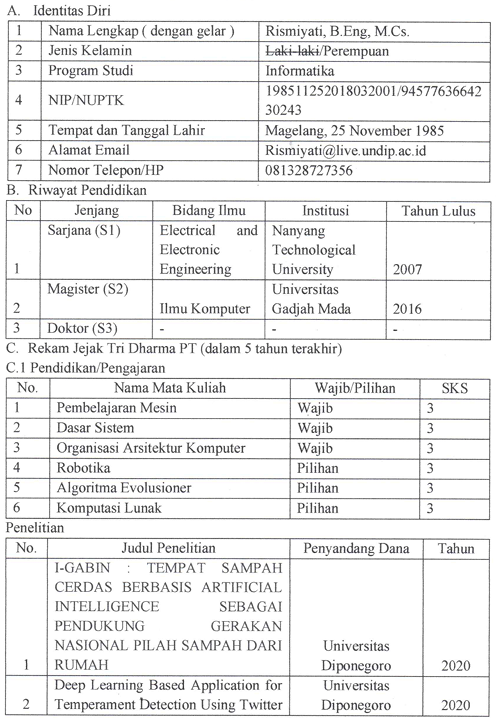 A. Identitas Diri
1 Nama Lengkap ( dengan gelar ) Rismiyati, B.Eng, M.Cs.
2 Jenis Kelamin Laki-laki/Perempuan
3 Program Studi Informatika
4 NIP/NUPTK 198511252018032001/94577636642
30243
5 Tempat dan Tanggal Lahir Magelang, 25 November 1985
6 Alamat Email Rismiyati@live.undip.ac.id
7 Nomor Telepon/HP 081328727356
B. Riwayat Pendidikan
No Jenjang Bidang Ilmu Institusi Tahun Lulus
1 Sarjana (S1) Electrical and Nanyang
Electronic Technological
Engineering University 2007
2 Magister (S2) Universitas
Ilmu Komputer Gadjah Mada 2016
3 Doktor (S3) - - -
C. Rekam Jejak Tri Dharma PT (dalam 5 tahun terakhir)
C.1 Pendidikan/Pengajaran
No. Nama Mata Kuliah Wajib/Pilihan SKS
1 Pembelajaran Mesin Wajib 3
2 Dasar Sistem Wajib 3
3 Organisasi Arsitektur Komputer Wajib 3
4 Robotika Pilihan 3
5 Algoritma Evolusioner Pilihan 3
6 Komputasi Lunak Pilihan 3
Penelitian
No. Judul Penelitian Penyandang Dana Tahun
I-GABIN : TEMPAT SAMPAH
CERDAS BERBASIS ARTIFICIAL
INTELLIGENCE SEBAGAI
PENDUKUNG GERAKAN
NASIONAL PILAH SAMPAH DARI Universitas
1 RUMAH Diponegoro 2020
Deep Learning Based Application for Universitas
2 Temperament Detection Using Twitter Diponegoro 2020